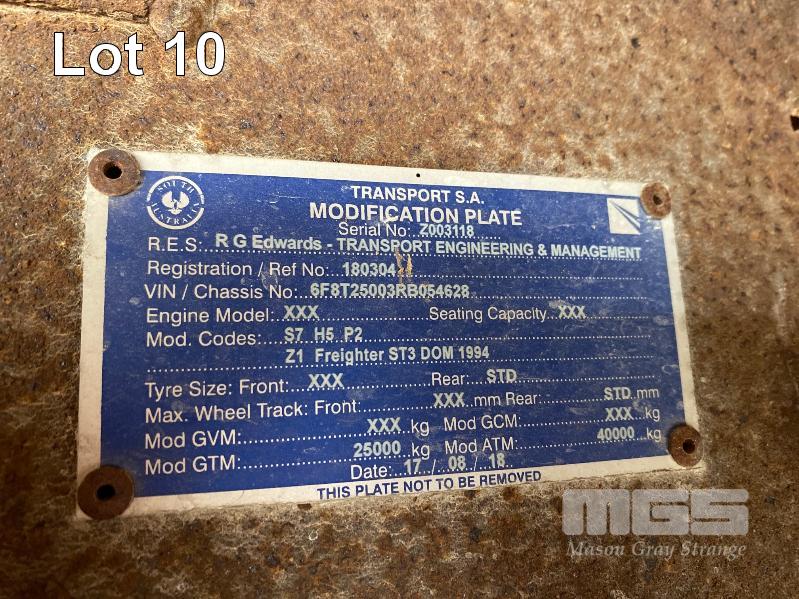 Lot 10
SOUTH AUSTRALIA
TRANSPORT S.A.
MODIFICATION PLATE
Serial No: Z003118
R.E.S: R G Edwards - TRANSPORT ENGINEERING & MANAGEMENT
Registration / Ref No: 180304
VIN / Chassis No: 6F8T25003RB054628
Engine Model: XXX Seating Capacity XXX
Mod. Codes: S7 H5 P2
Z1 Freighter ST3 DOM 1994
Tyre Size: Front: XXX Rear: STD
Max. Wheel Track: Front: XXX mm Rear: STD mm
Mod GVM: XXX kg Mod GCM: XXX kg
Mod GTM: 25000 kg Mod ATM: 40000 kg
Date: 17 / 08 / 18
THIS PLATE NOT TO BE REMOVED
MGS
Mason Gray Strange